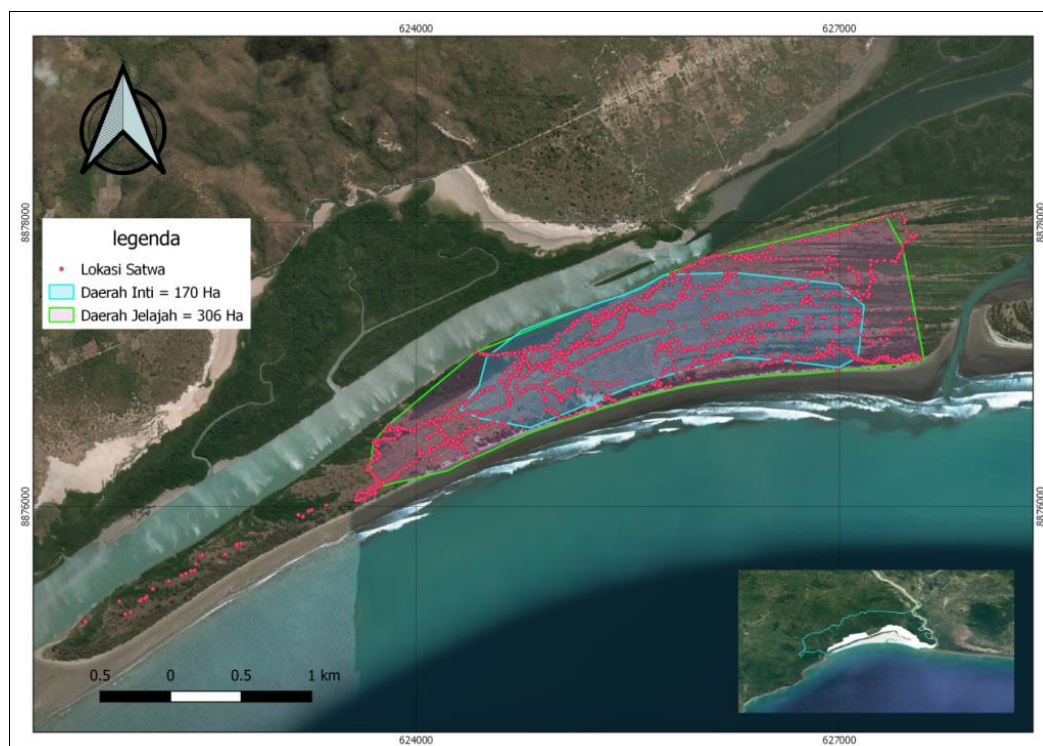 624000
627000
8878000
8878000
legenda
Lokasi Satwa
Daerah Inti = 170 Ha
Daerah Jelajah = 306 Ha
8876000
8876000
0.5
0
0.5
1 km
624000
627000